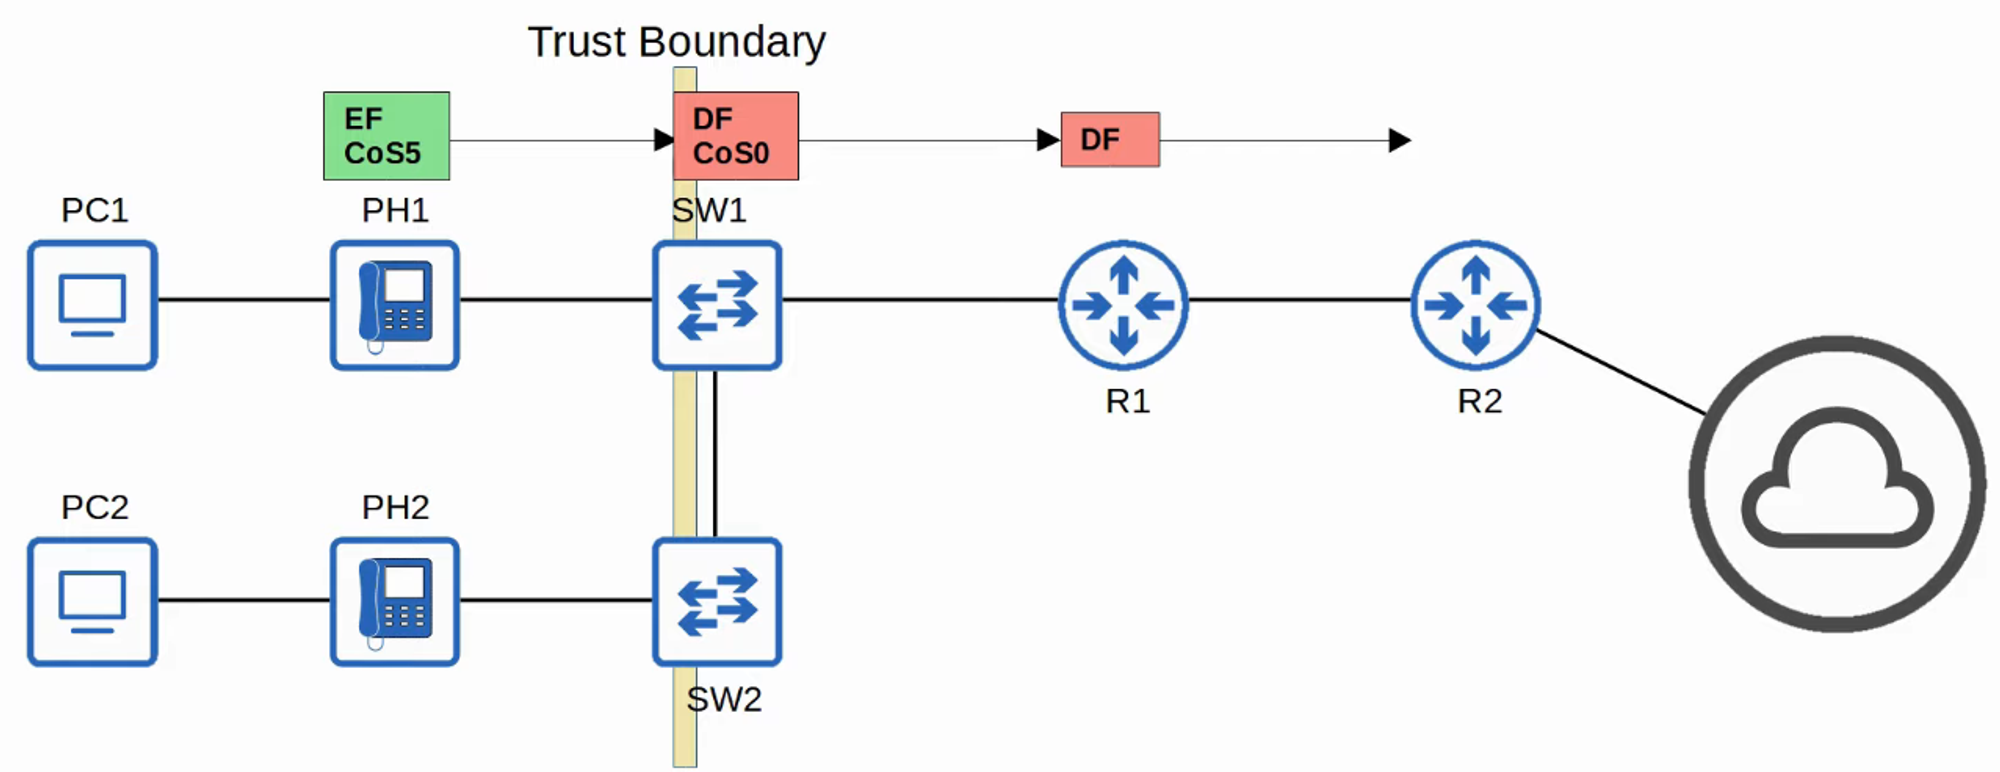 Trust Boundary
EF
CoS5
DF
CoS0
DF
PC1
PH1
SW1
R1
R2
PC2
PH2
SW2